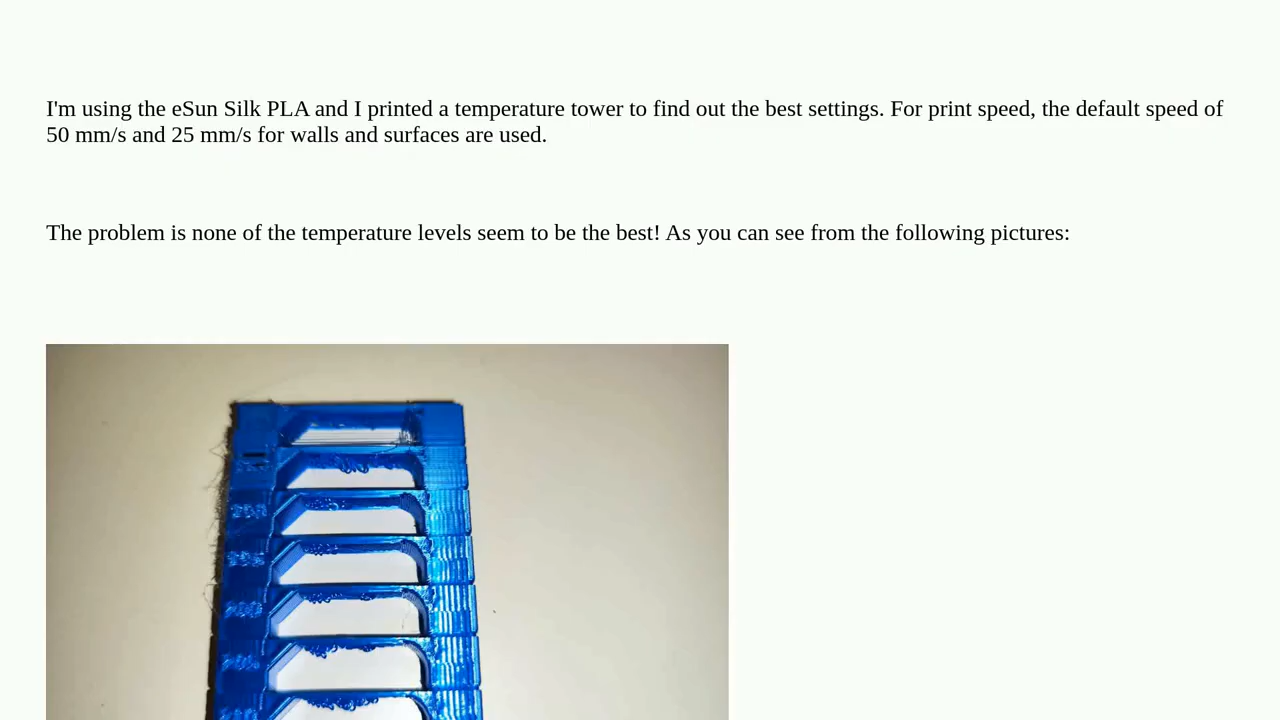 I'm using the eSun Silk PLA and I printed a temperature tower to find out the best settings. For print speed, the default speed of
50 mm/s and 25 mm/s for walls and surfaces are used.
The problem is none of the temperature levels seem to be the best! As you can see from the following pictures: